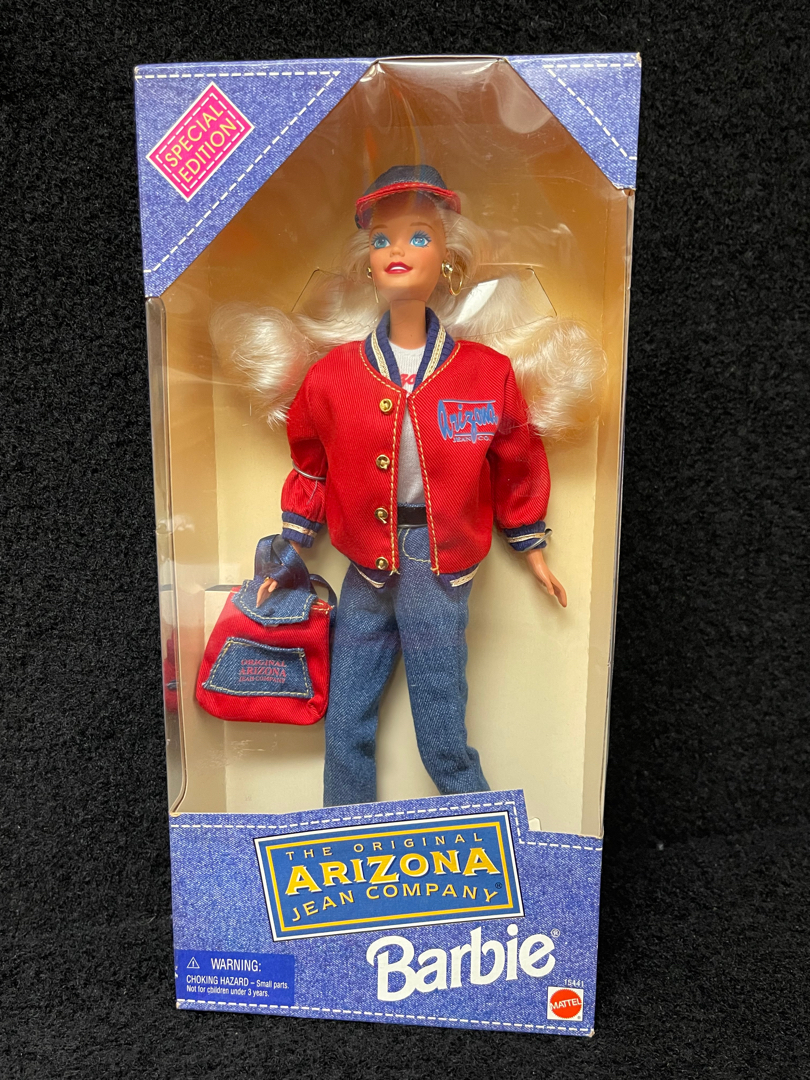 SPECIAL
EDITION
Arizona
JEAN CO.
ORIGINAL
ARIZONA
JEAN COMPANY
THE ORIGINAL
ARIZONA
JEAN COMPANY®
Barbie®
⚠ WARNING:
CHOKING HAZARD – Small parts.
Not for children under 3 years.
15441
MATTEL